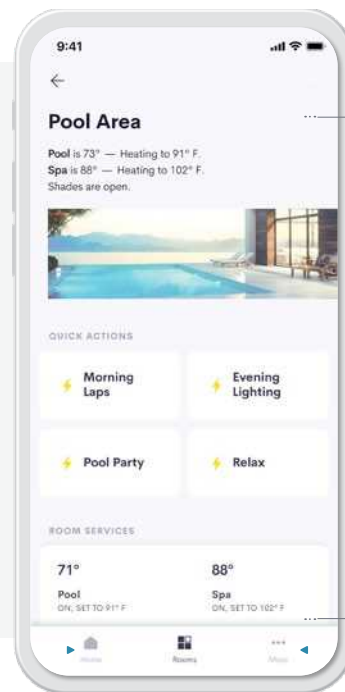 9:41
Pool Area
Pool is 73° — Heating to 91° F.
Spa is 88° — Heating to 102° F.
Shades are open.
QUICK ACTIONS
Morning Laps
Evening Lighting
Pool Party
Relax
ROOM SERVICES
71° 88°
Pool Spa
ON, SET TO 91° F ON, SET TO 102° F
Home Rooms More